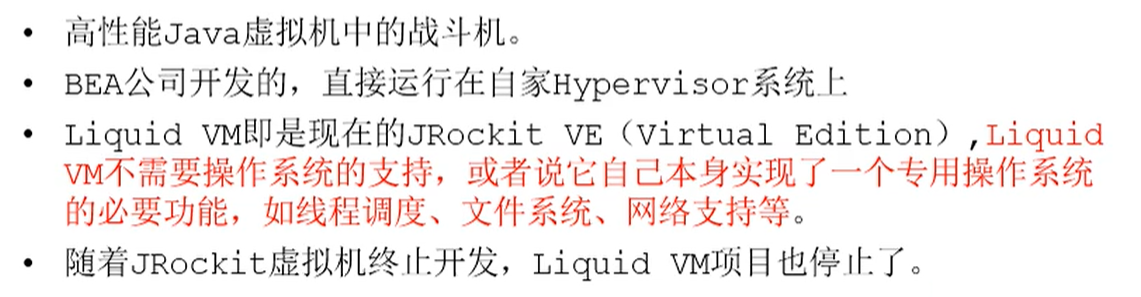 • 高性能Java虚拟机中的战斗机。
• BEA公司开发的，直接运行在自家Hypervisor系统上
• Liquid VM即是现在的JRockit VE（Virtual Edition）,Liquid
VM不需要操作系统的支持，或者说它自己本身实现了一个专用操作系统
的必要功能，如线程调度、文件系统、网络支持等。
• 随着JRockit虚拟机终止开发，Liquid VM项目也停止了。